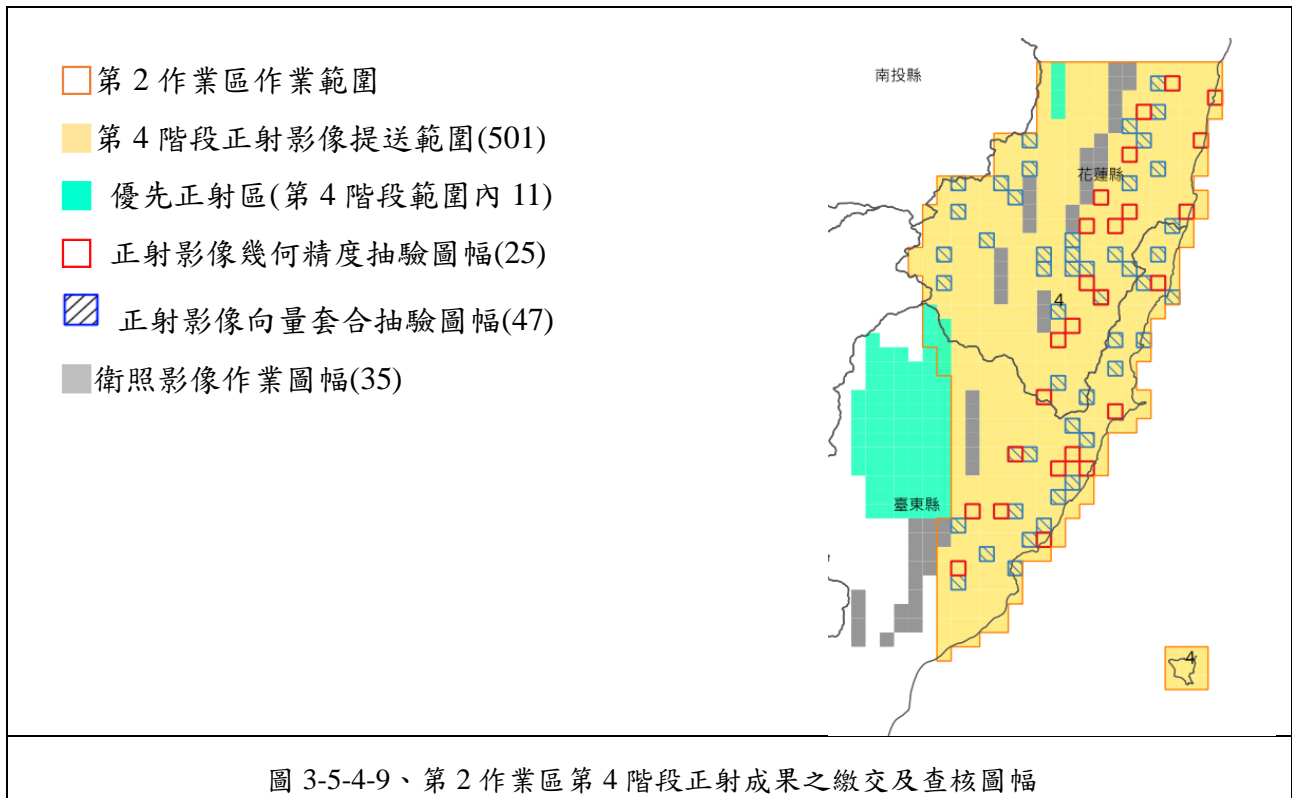 第 2 作業區作業範圍
第 4 階段正射影像提送範圍(501)
優先正射區(第 4 階段範圍內 11)
正射影像幾何精度抽驗圖幅(25)
正射影像向量套合抽驗圖幅(47)
衛照影像作業圖幅(35)
南投縣
花蓮縣
4
臺東縣
4
圖 3-5-4-9、第 2 作業區第 4 階段正射成果之繳交及查核圖幅